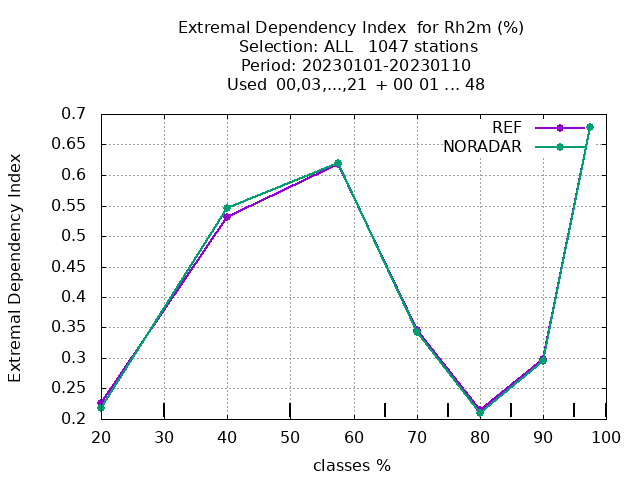 Extremal Dependency Index  for Rh2m (%)
Selection: ALL   1047 stations
Period: 20230101-20230110
Used  00,03,...,21  + 00 01 ... 48
REF
NORADAR
Extremal Dependency Index
0.7
0.65
0.6
0.55
0.5
0.45
0.4
0.35
0.3
0.25
0.2
20 30 40 50 60 70 80 90 100
classes %